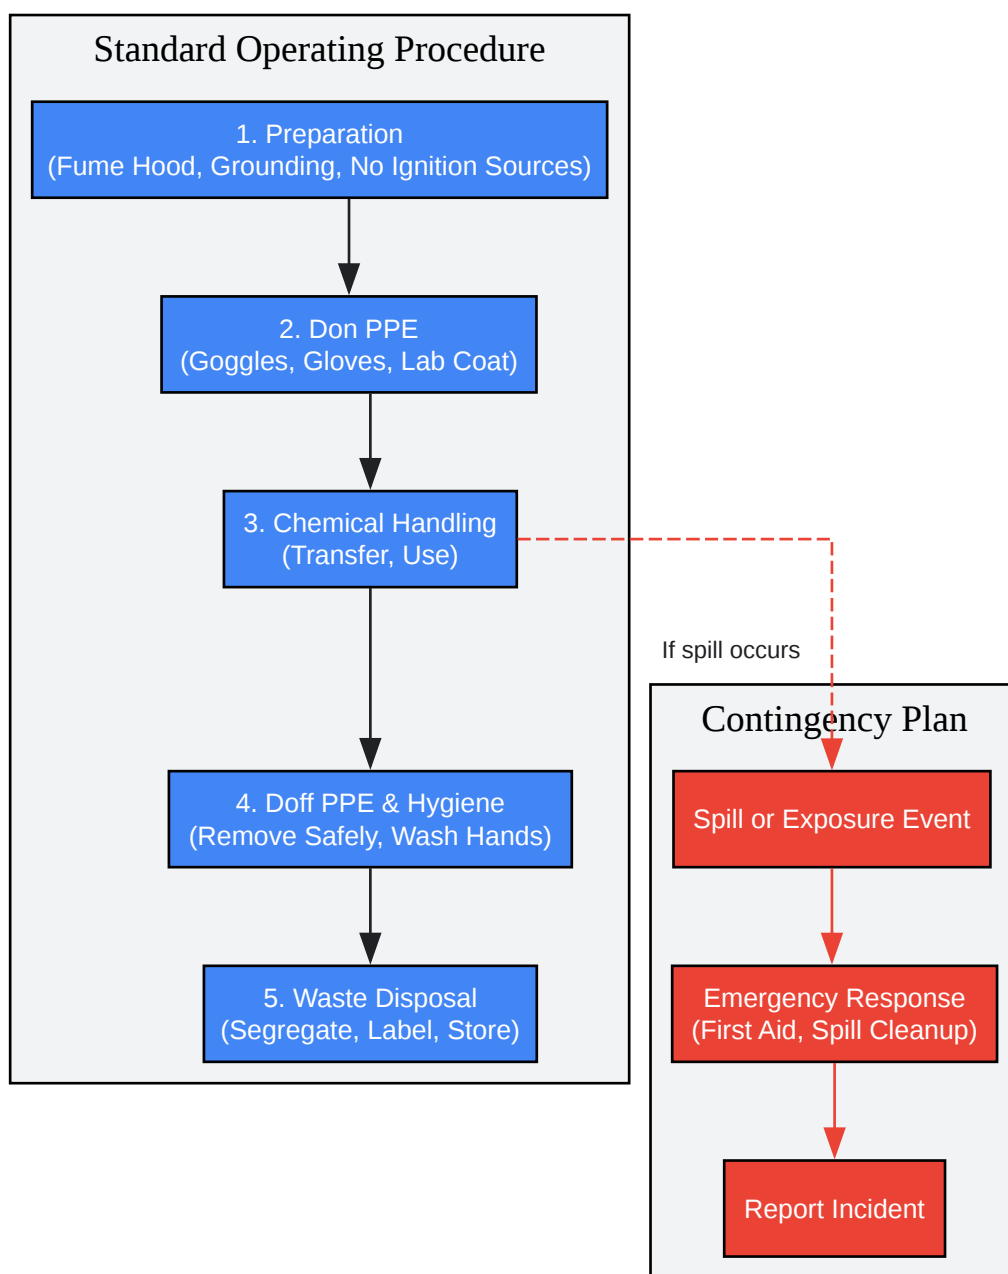 Standard Operating Procedure
1. Preparation
(Fume Hood, Grounding, No Ignition Sources)
2. Don PPE
(Goggles, Gloves, Lab Coat)
3. Chemical Handling
(Transfer, Use)
If spill occurs
Contingency Plan
4. Doff PPE & Hygiene
(Remove Safely, Wash Hands)
Spill or Exposure Event
5. Waste Disposal
(Segregate, Label, Store)
Emergency Response
(First Aid, Spill Cleanup)
Report Incident